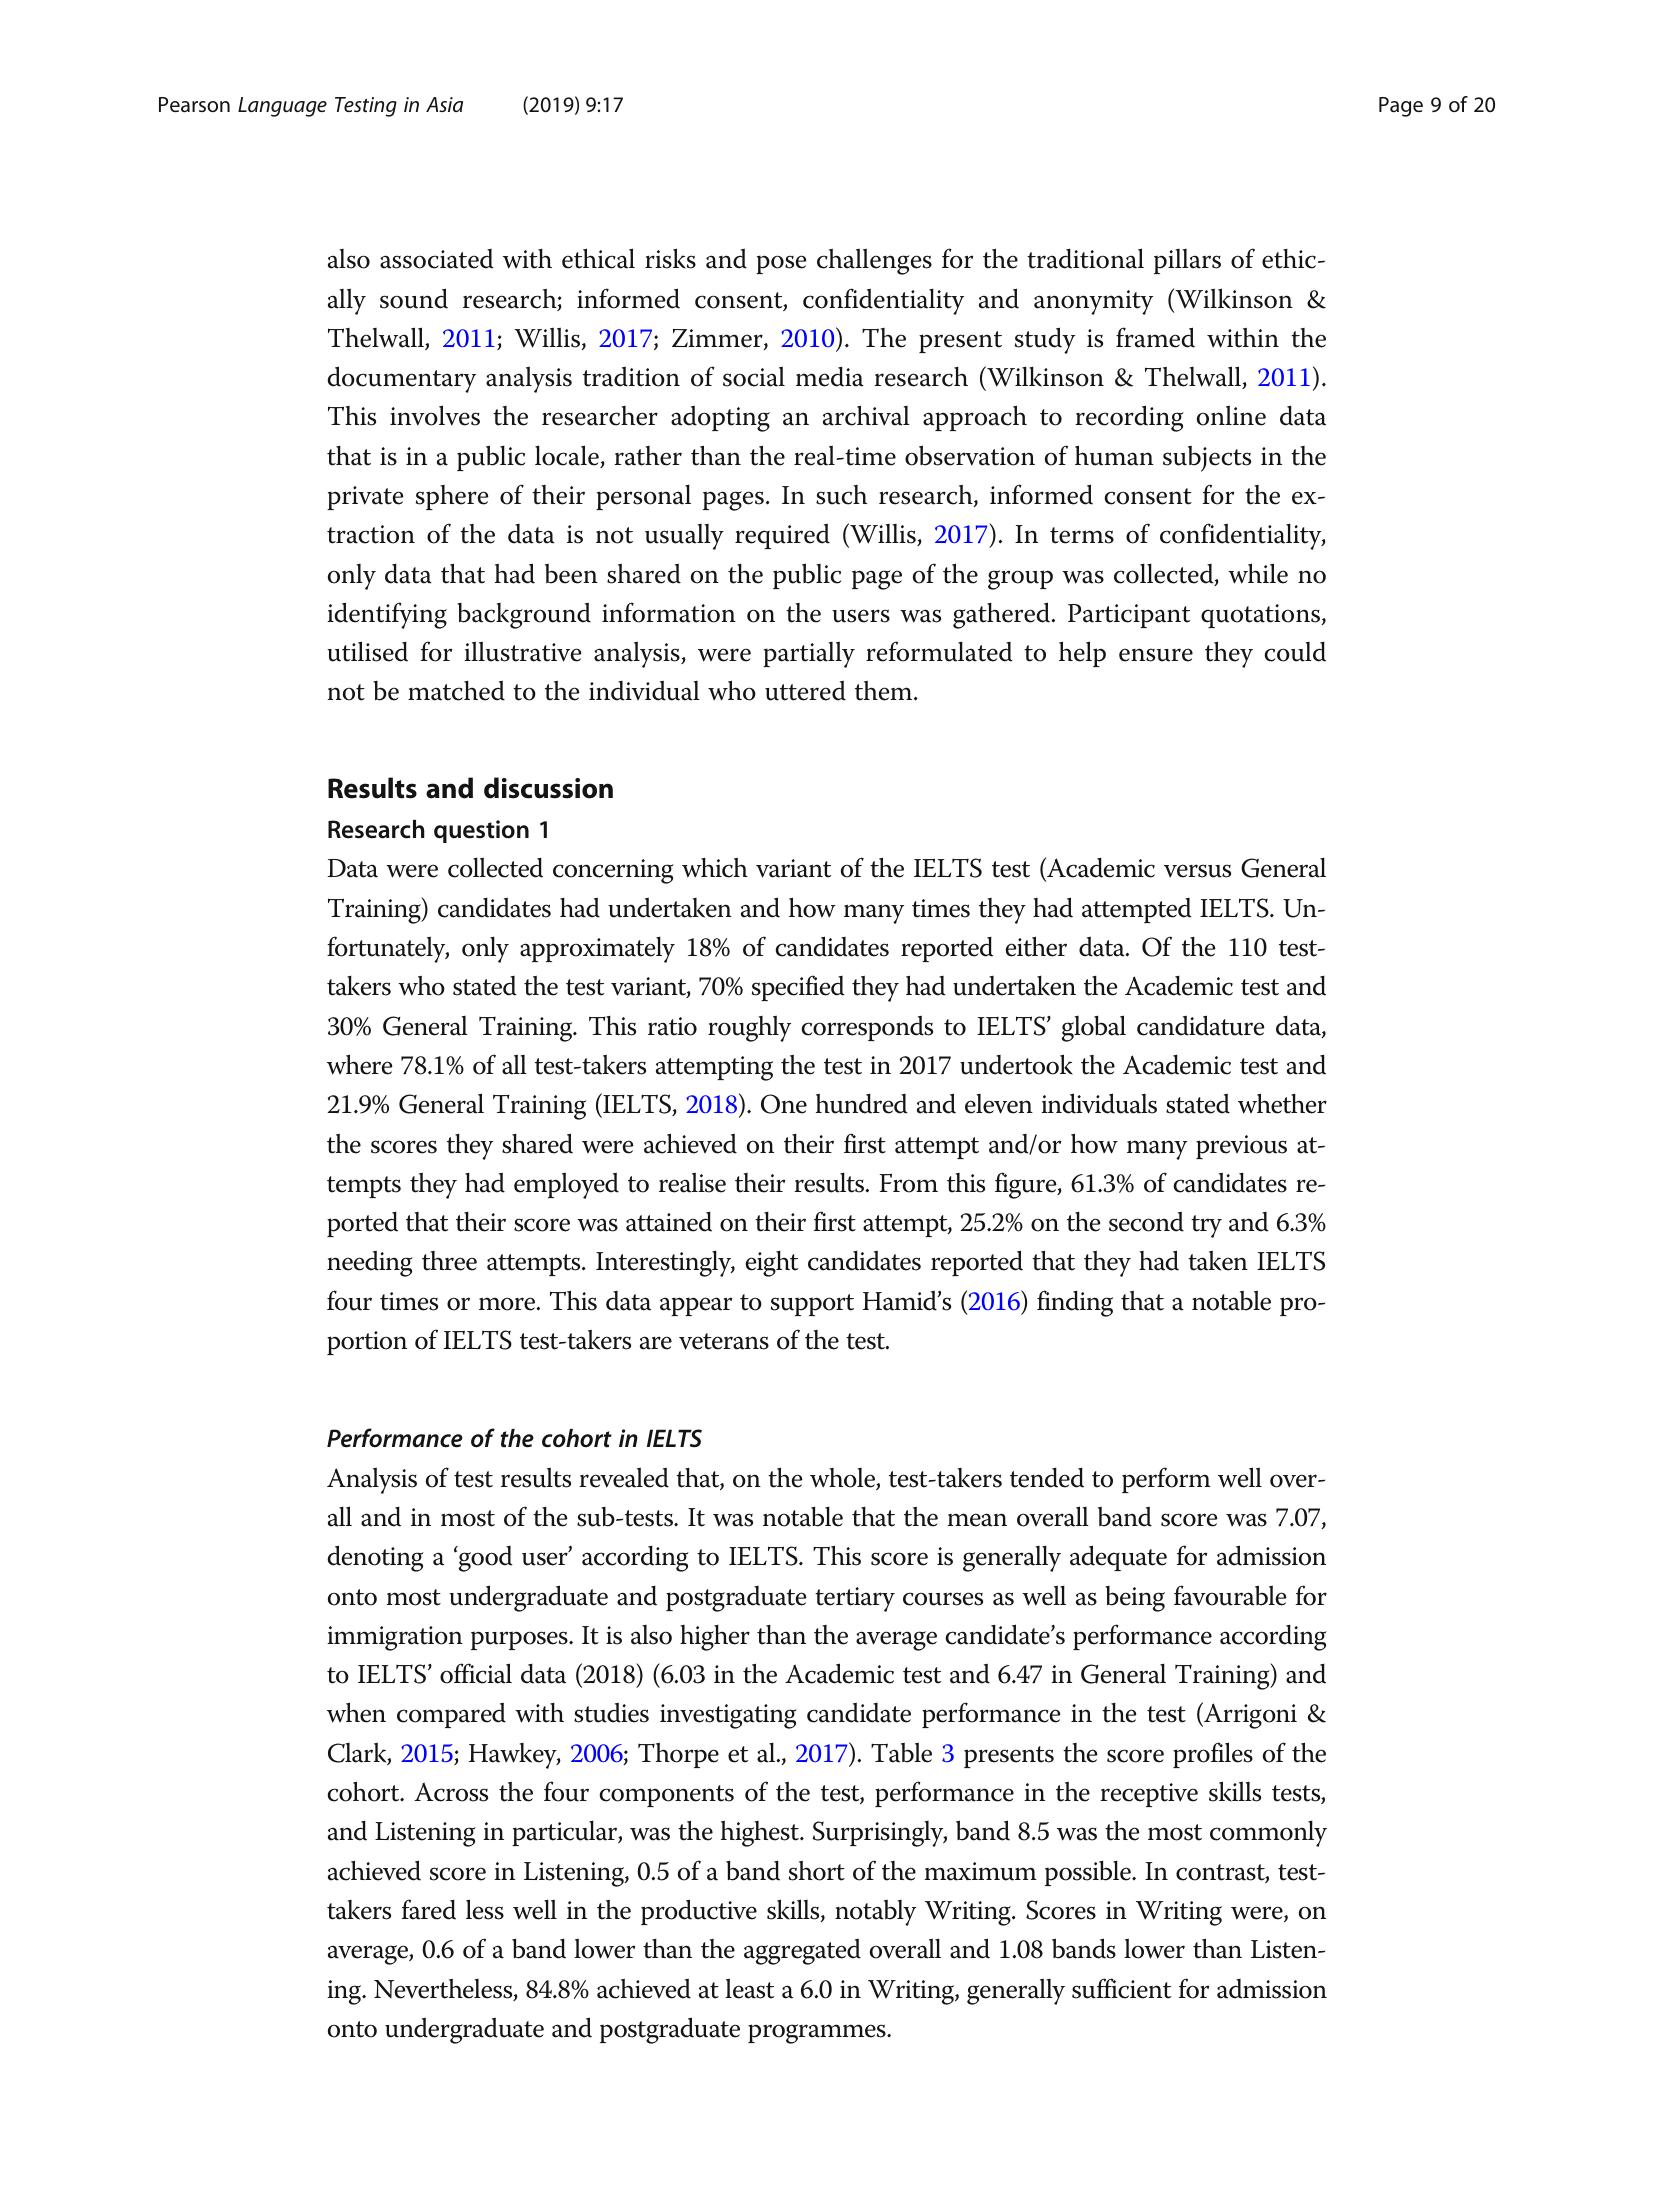 Pearson Language Testing in Asia (2019) 9:17 Page 9 of 20
also associated with ethical risks and pose challenges for the traditional pillars of ethic-
ally sound research; informed consent, confidentiality and anonymity (Wilkinson &
Thelwall, 2011; Willis, 2017; Zimmer, 2010). The present study is framed within the
documentary analysis tradition of social media research (Wilkinson & Thelwall, 2011).
This involves the researcher adopting an archival approach to recording online data
that is in a public locale, rather than the real-time observation of human subjects in the
private sphere of their personal pages. In such research, informed consent for the ex-
traction of the data is not usually required (Willis, 2017). In terms of confidentiality,
only data that had been shared on the public page of the group was collected, while no
identifying background information on the users was gathered. Participant quotations,
utilised for illustrative analysis, were partially reformulated to help ensure they could
not be matched to the individual who uttered them.
Results and discussion
Research question 1
Data were collected concerning which variant of the IELTS test (Academic versus General
Training) candidates had undertaken and how many times they had attempted IELTS. Un-
fortunately, only approximately 18% of candidates reported either data. Of the 110 test-
takers who stated the test variant, 70% specified they had undertaken the Academic test and
30% General Training. This ratio roughly corresponds to IELTS’ global candidature data,
where 78.1% of all test-takers attempting the test in 2017 undertook the Academic test and
21.9% General Training (IELTS, 2018). One hundred and eleven individuals stated whether
the scores they shared were achieved on their first attempt and/or how many previous at-
tempts they had employed to realise their results. From this figure, 61.3% of candidates re-
ported that their score was attained on their first attempt, 25.2% on the second try and 6.3%
needing three attempts. Interestingly, eight candidates reported that they had taken IELTS
four times or more. This data appear to support Hamid’s (2016) finding that a notable pro-
portion of IELTS test-takers are veterans of the test.
Performance of the cohort in IELTS
Analysis of test results revealed that, on the whole, test-takers tended to perform well over-
all and in most of the sub-tests. It was notable that the mean overall band score was 7.07,
denoting a ‘good user’ according to IELTS. This score is generally adequate for admission
onto most undergraduate and postgraduate tertiary courses as well as being favourable for
immigration purposes. It is also higher than the average candidate’s performance according
to IELTS’ official data (2018) (6.03 in the Academic test and 6.47 in General Training) and
when compared with studies investigating candidate performance in the test (Arrigoni &
Clark, 2015; Hawkey, 2006; Thorpe et al., 2017). Table 3 presents the score profiles of the
cohort. Across the four components of the test, performance in the receptive skills tests,
and Listening in particular, was the highest. Surprisingly, band 8.5 was the most commonly
achieved score in Listening, 0.5 of a band short of the maximum possible. In contrast, test-
takers fared less well in the productive skills, notably Writing. Scores in Writing were, on
average, 0.6 of a band lower than the aggregated overall and 1.08 bands lower than Listen-
ing. Nevertheless, 84.8% achieved at least a 6.0 in Writing, generally sufficient for admission
onto undergraduate and postgraduate programmes.